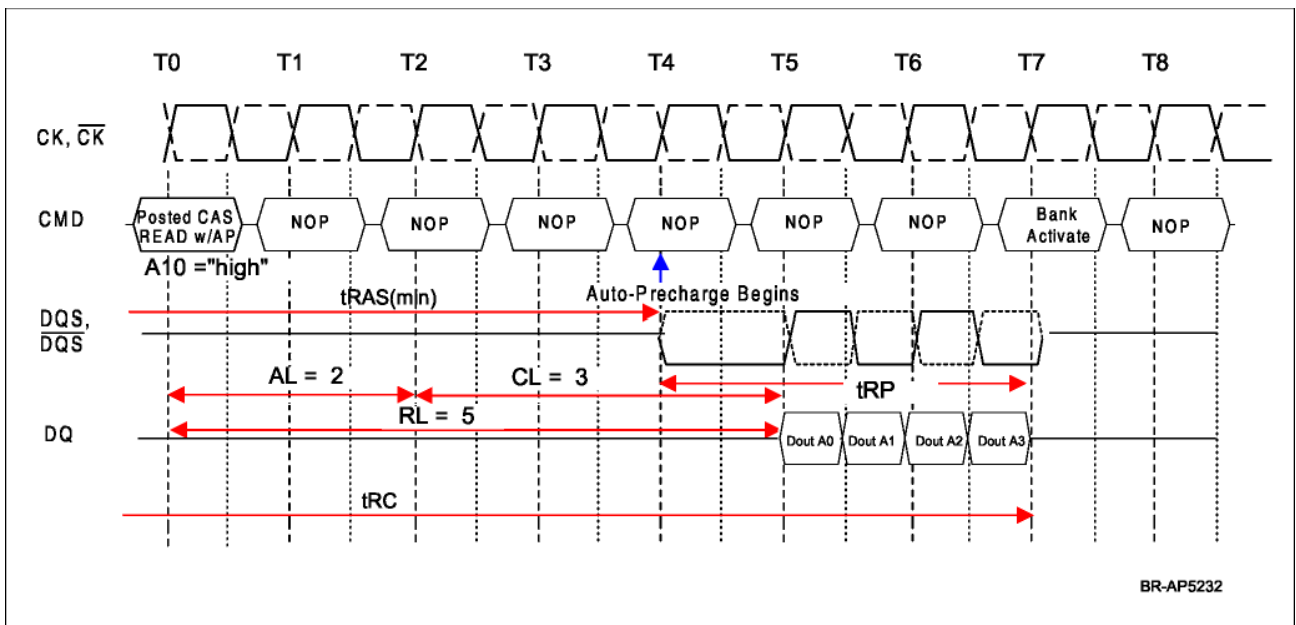 T0 T1 T2 T3 T4 T5 T6 T7 T8
CK, CK
CMD
Posted CAS
READ w/AP
NOP NOP NOP NOP NOP NOP
Bank
Activate
NOP
A10 ="high"
tRAS(min)
Auto-Precharge Begins
DQS,
DQS
AL = 2
CL = 3
tRP
RL = 5
DQ
Dout A0 Dout A1 Dout A2 Dout A3
tRC
BR-AP5232